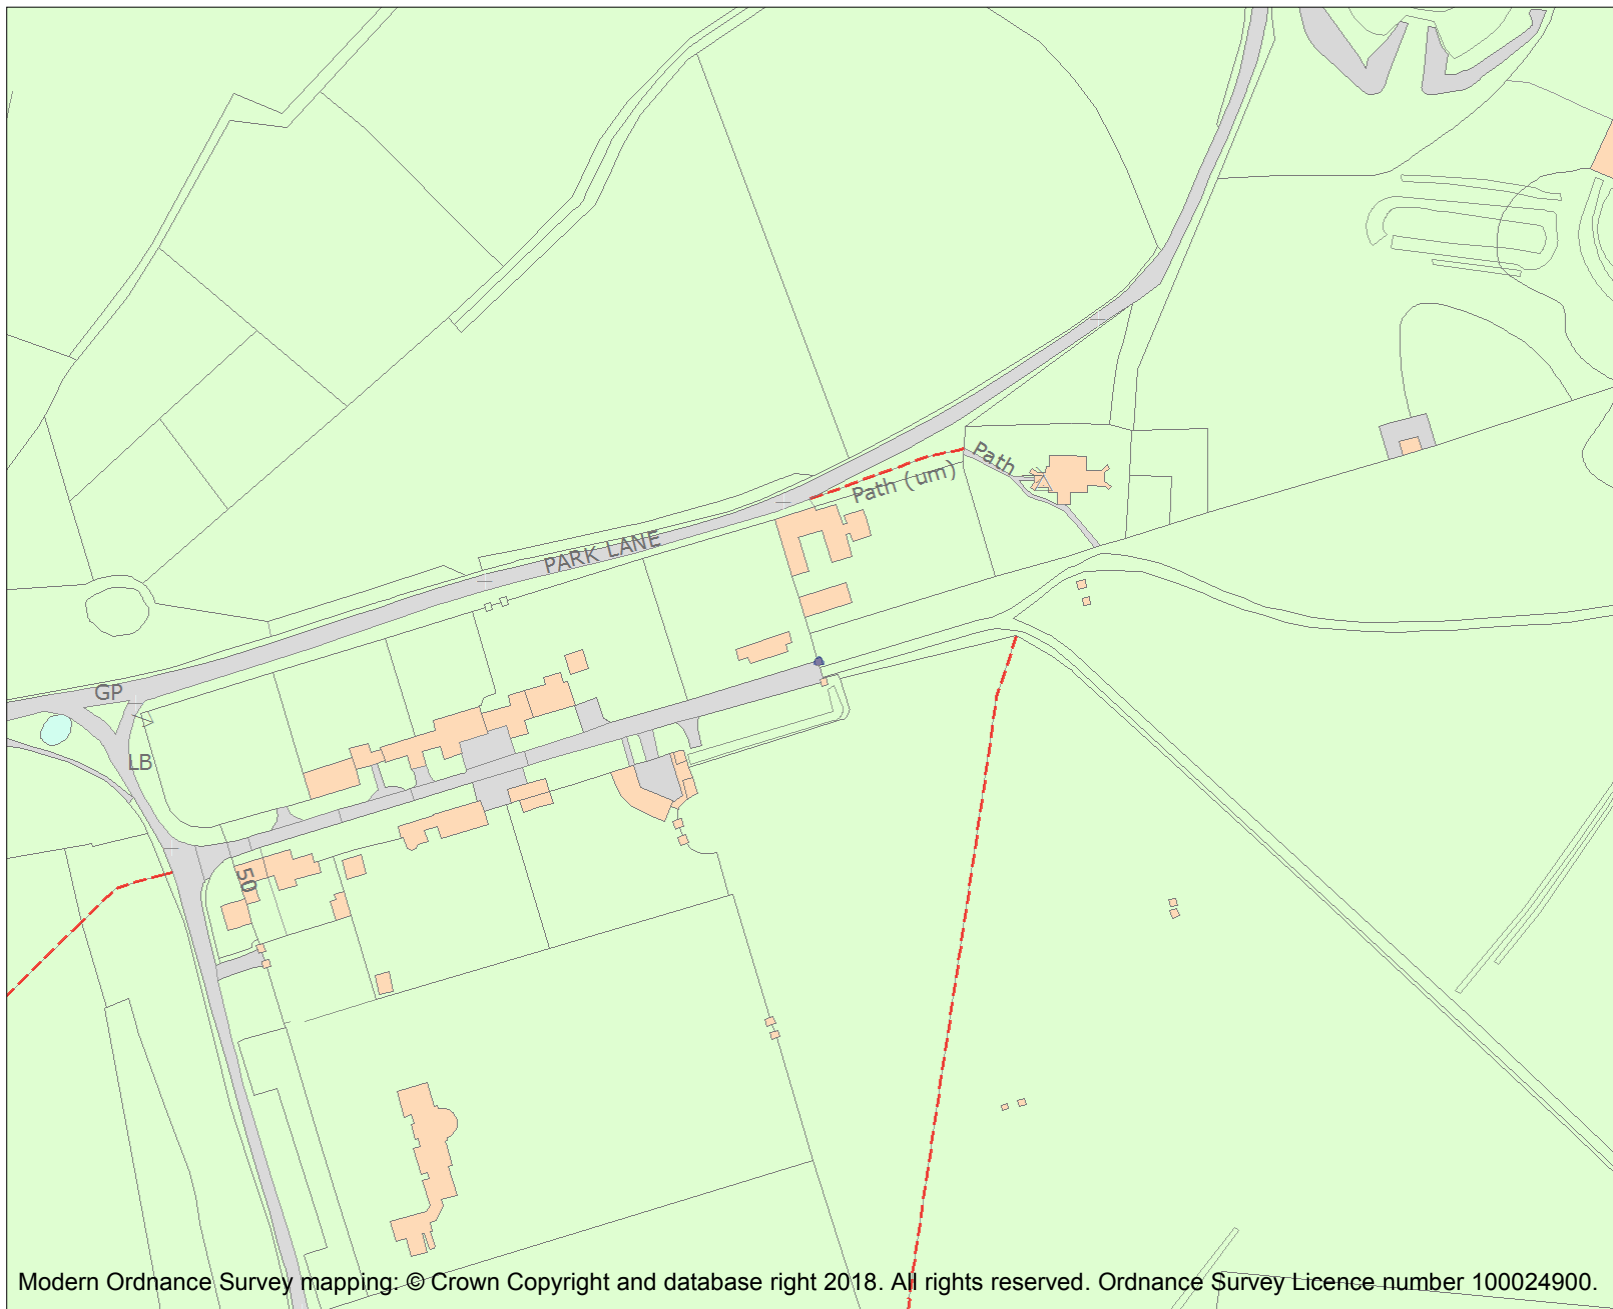 Path
Path (um)
PARK LANE
GP
LB
50
Modern Ordnance Survey mapping: © Crown Copyright and database right 2018. All rights reserved. Ordnance Survey Licence number 100024900.